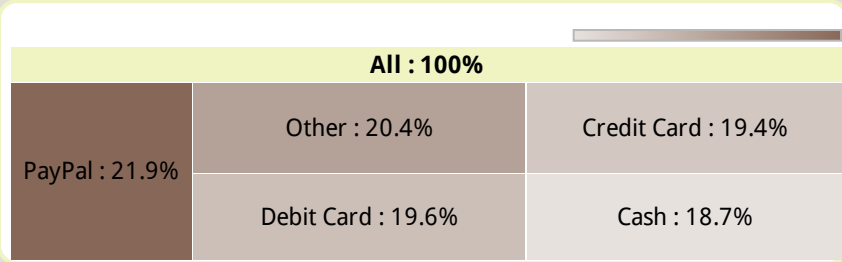 All : 100%
PayPal : 21.9%
Other : 20.4%
Credit Card : 19.4%
Debit Card : 19.6%
Cash : 18.7%